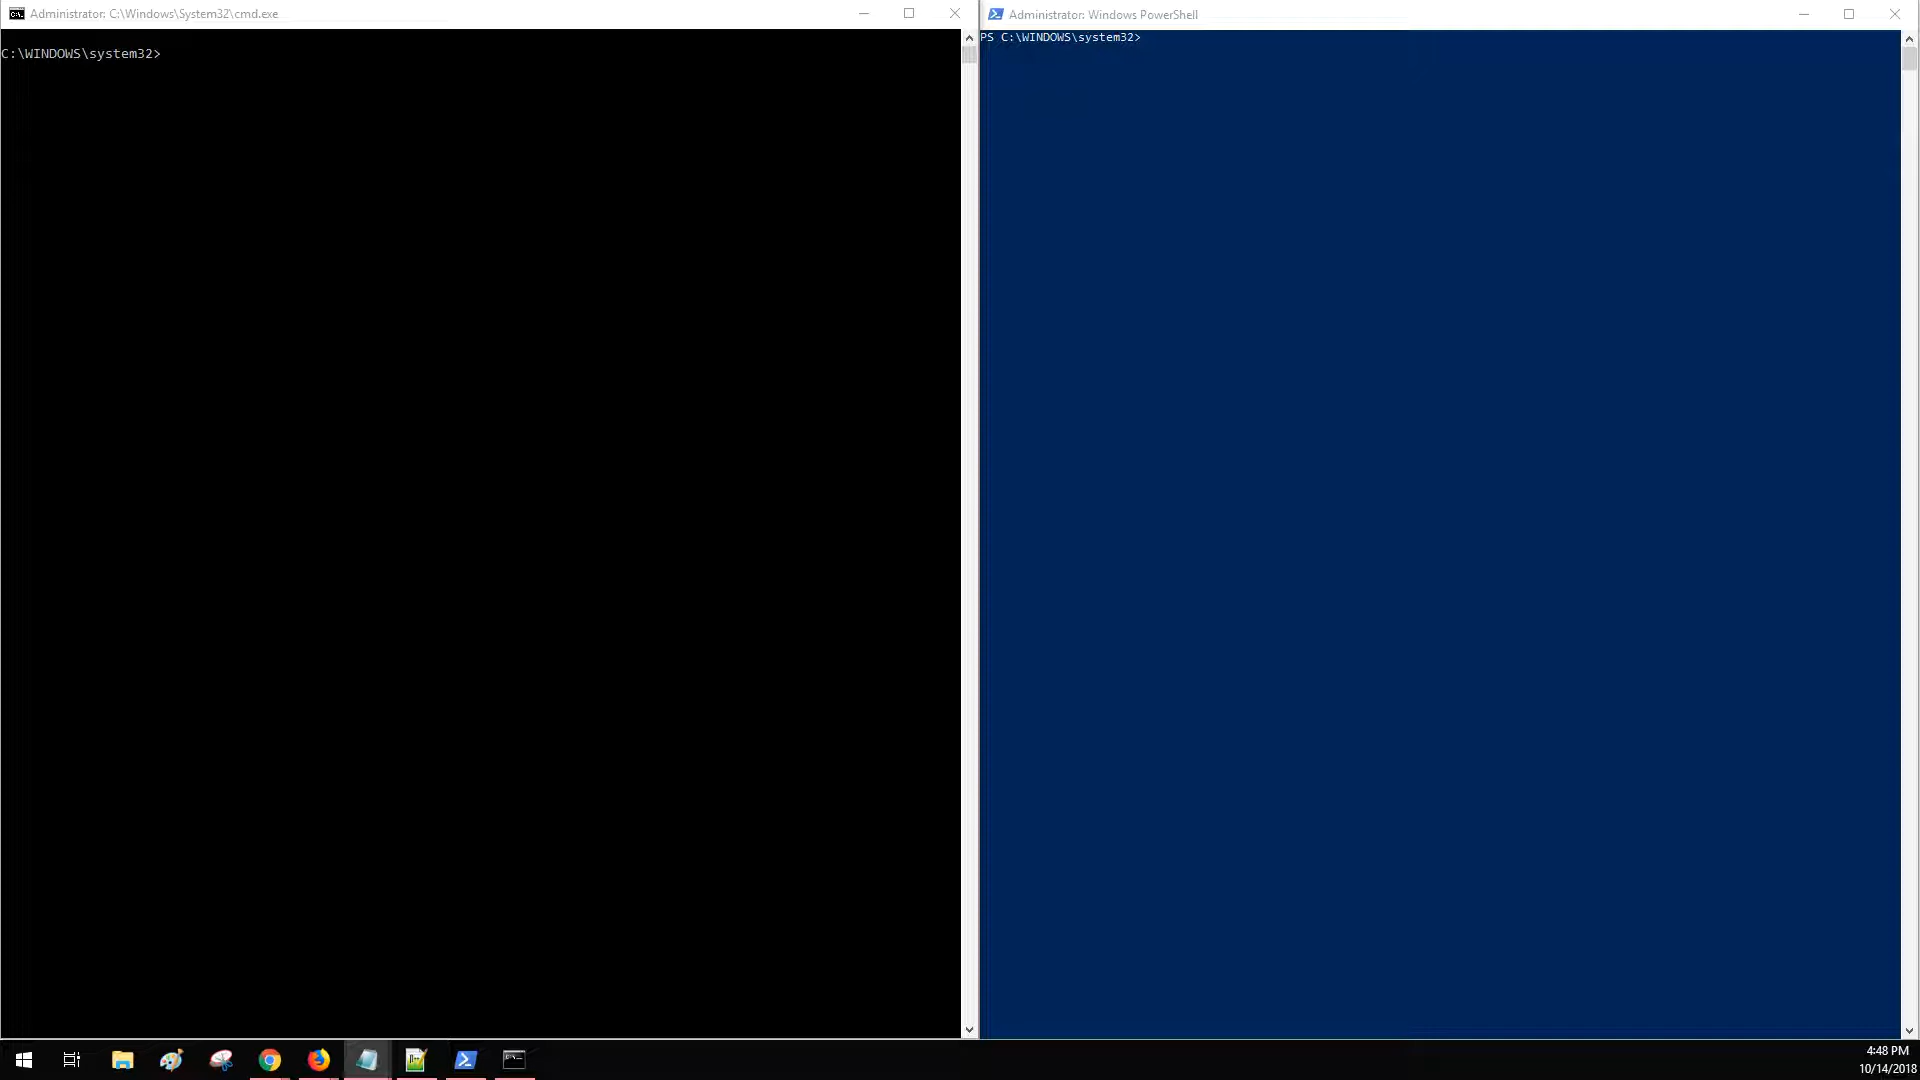 Administrator: C:\Windows\System32\cmd.exe
C:\WINDOWS\system32>
Administrator: Windows PowerShell
PS C:\WINDOWS\system32>
4:48 PM
10/14/2018